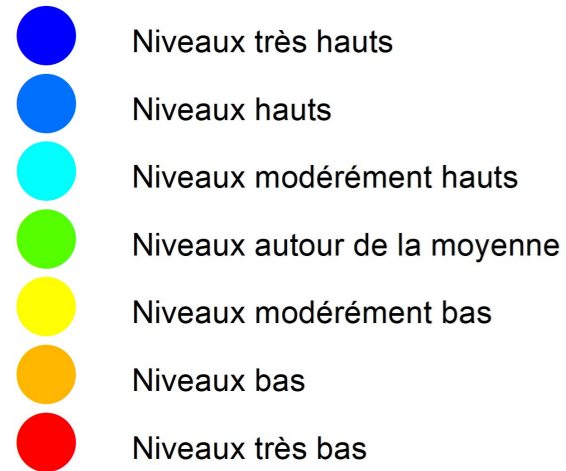 Niveaux très hauts
Niveaux hauts
Niveaux modérément hauts
Niveaux autour de la moyenne
Niveaux modérément bas
Niveaux bas
Niveaux très bas